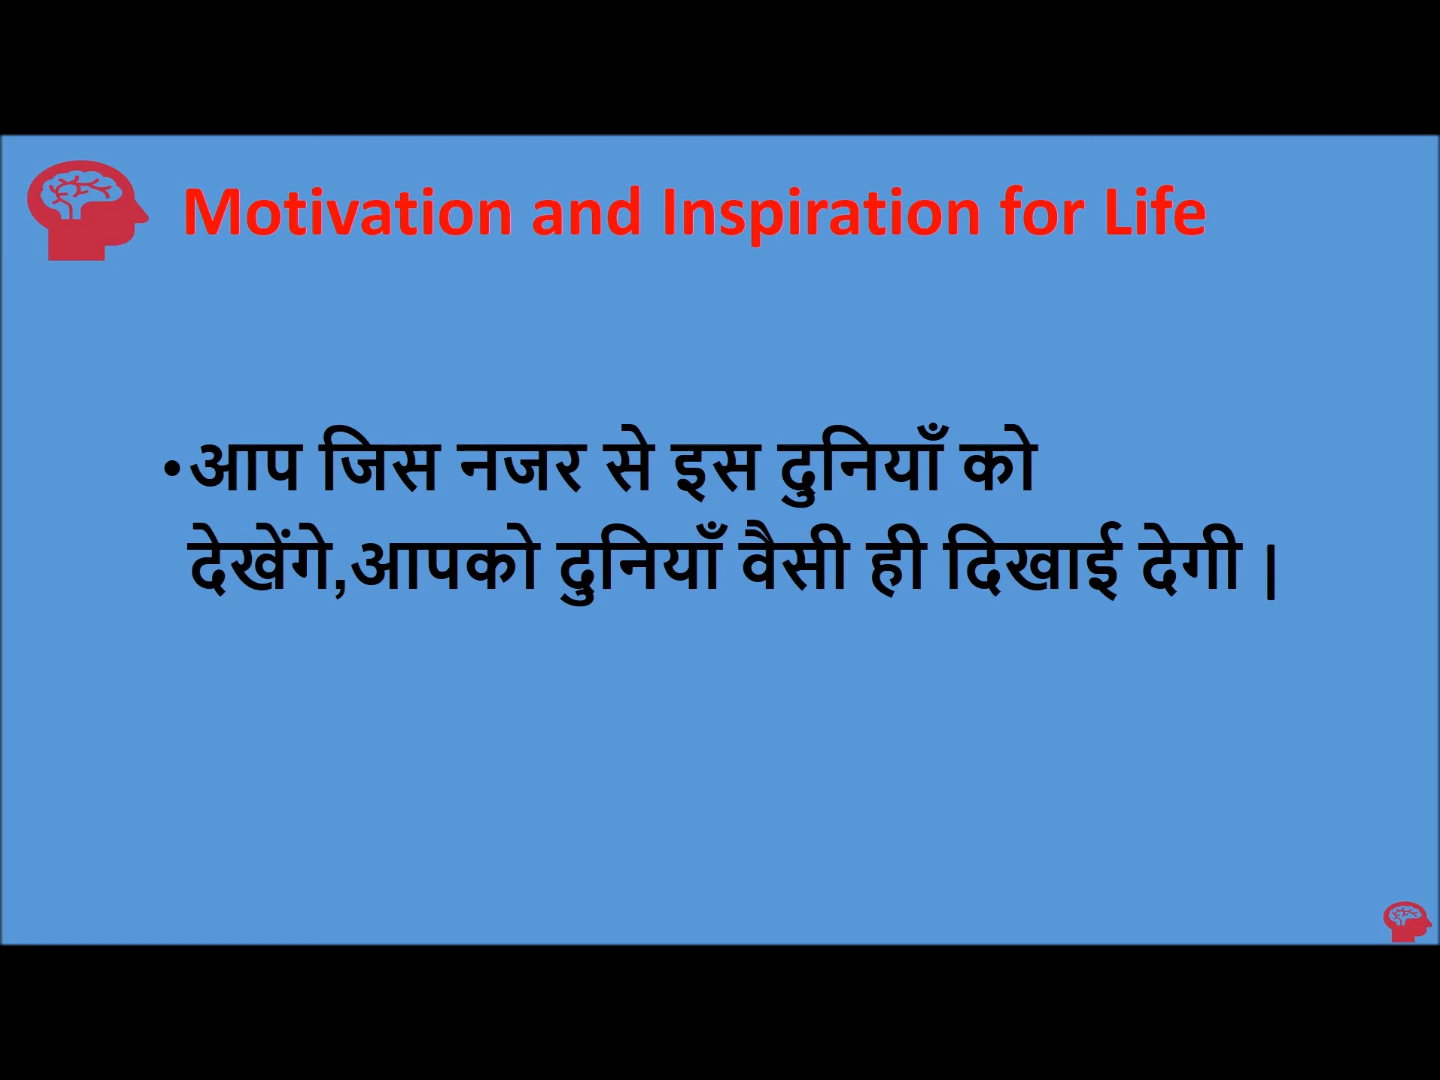 Motivation and Inspiration for Life
•आप जिस नजर से इस दुनियाँ को
देखेंगे,आपको दुनियाँ वैसी ही दिखाई देगी |